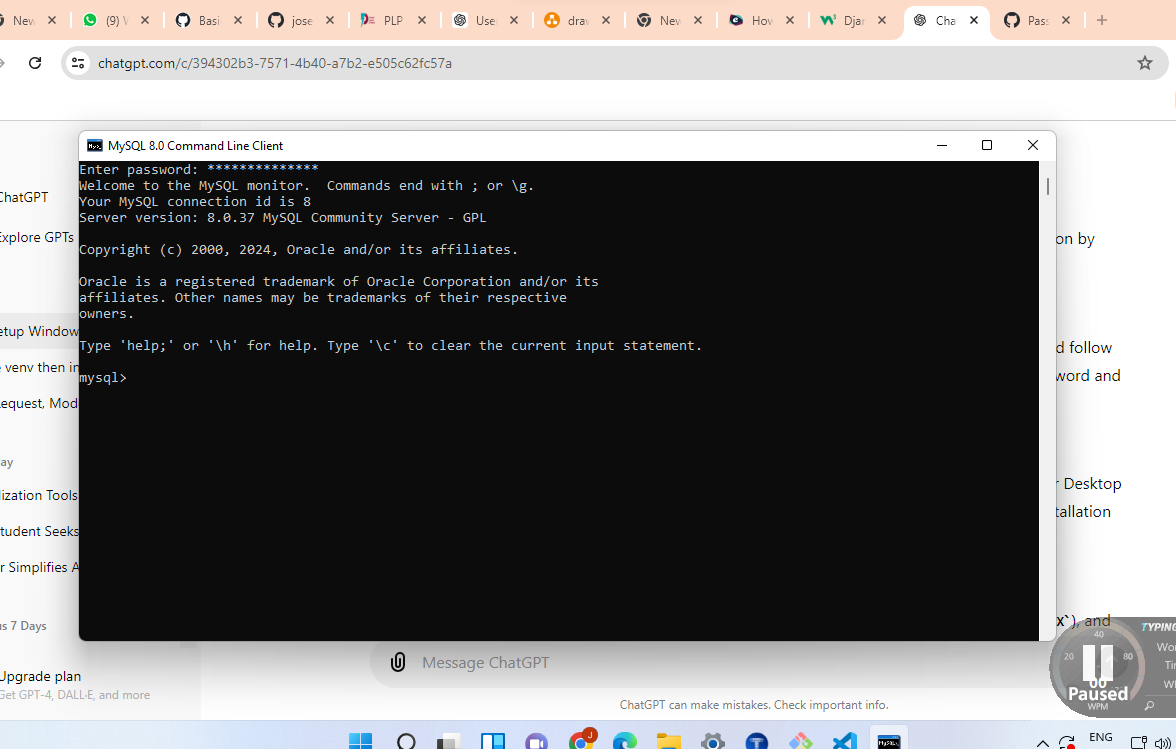 New
(9) W
Basi
jose
PLP
User
draw
New
How
Djan
Cha
Pass
chatgpt.com/c/394302b3-7571-4b40-a7b2-e505c62fc57a
MySQL 8.0 Command Line Client
Enter password: **************
Welcome to the MySQL monitor.  Commands end with ; or \g.
Your MySQL connection id is 8
Server version: 8.0.37 MySQL Community Server - GPL
Copyright (c) 2000, 2024, Oracle and/or its affiliates.
Oracle is a registered trademark of Oracle Corporation and/or its
affiliates. Other names may be trademarks of their respective
owners.
Type 'help;' or '\h' for help. Type '\c' to clear the current input statement.
mysql>
ChatGPT
Explore GPTs
etup Window
venv then in
equest, Mod
ay
lization Tools
tudent Seeks
r Simplifies A
us 7 Days
Upgrade plan
Get GPT-4, DALL·E, and more
on by
d follow
word and
r Desktop
tallation
x`), and
Message ChatGPT
ChatGPT can make mistakes. Check important info.
TYPING
40
20
80
00
Paused
WPM
Wor
Tir
WI
ENG